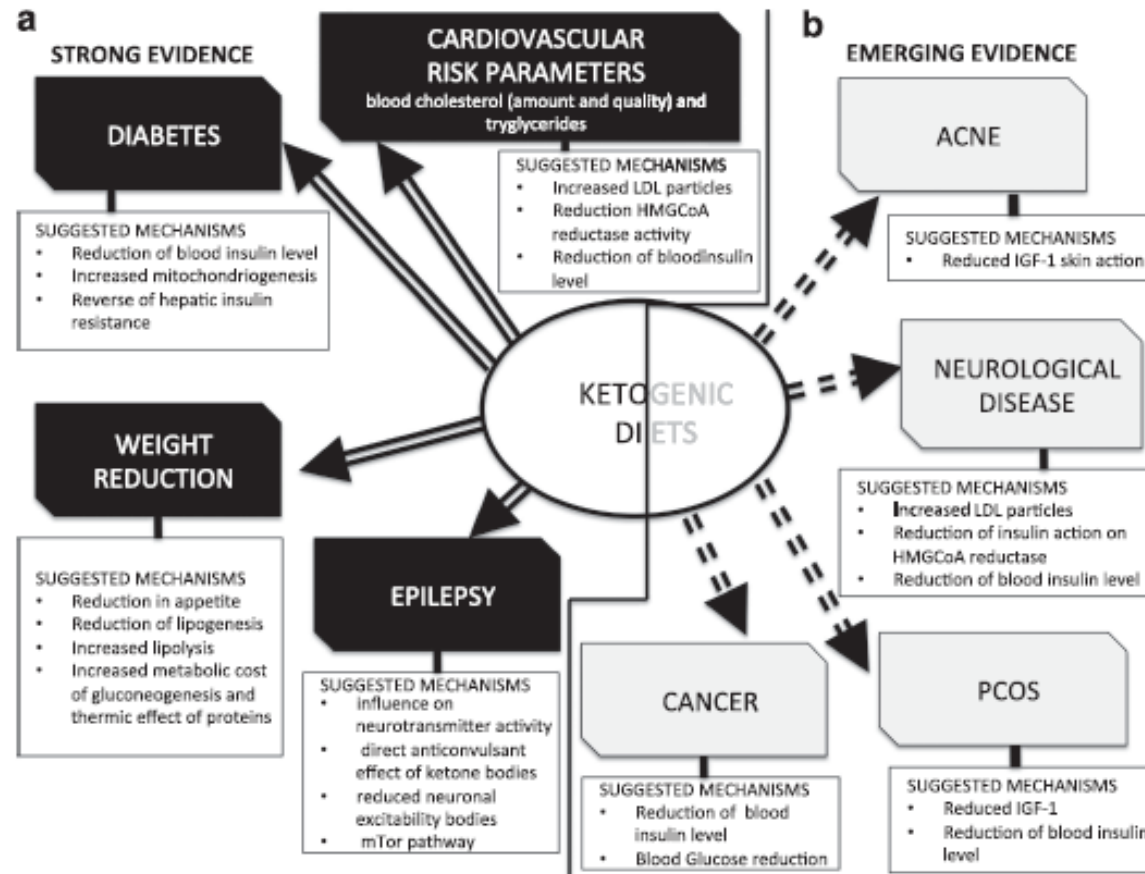 a
STRONG EVIDENCE
DIABETES
SUGGESTED MECHANISMS
• Reduction of blood insulin level
• Increased mitochondriogenesis
• Reverse of hepatic insulin
resistance
CARDIOVASCULAR
RISK PARAMETERS
blood cholesterol (amount and quality) and
tryglycerides
SUGGESTED MECHANISMS
• Increased LDL particles
• Reduction HMGCoA
reductase activity
• Reduction of bloodinsulin
level
WEIGHT
REDUCTION
SUGGESTED MECHANISMS
• Reduction in appetite
• Reduction of lipogenesis
• Increased lipolysis
• Increased metabolic cost
of gluconeogenesis and
thermic effect of proteins
EPILEPSY
SUGGESTED MECHANISMS
• influence on
neurotransmitter activity
• direct anticonvulsant
effect of ketone bodies
• reduced neuronal
excitability bodies
• mTor pathway
KETOGENIC
DIETS
b
EMERGING EVIDENCE
ACNE
SUGGESTED MECHANISMS
• Reduced IGF-1 skin action
NEUROLOGICAL
DISEASE
SUGGESTED MECHANISMS
• Increased LDL particles
• Reduction of insulin action on
HMGCoA reductase
• Reduction of blood insulin level
CANCER
SUGGESTED MECHANISMS
• Reduction of blood
insulin level
• Blood Glucose reduction
PCOS
SUGGESTED MECHANISMS
• Reduced IGF-1
• Reduction of blood insulin
level